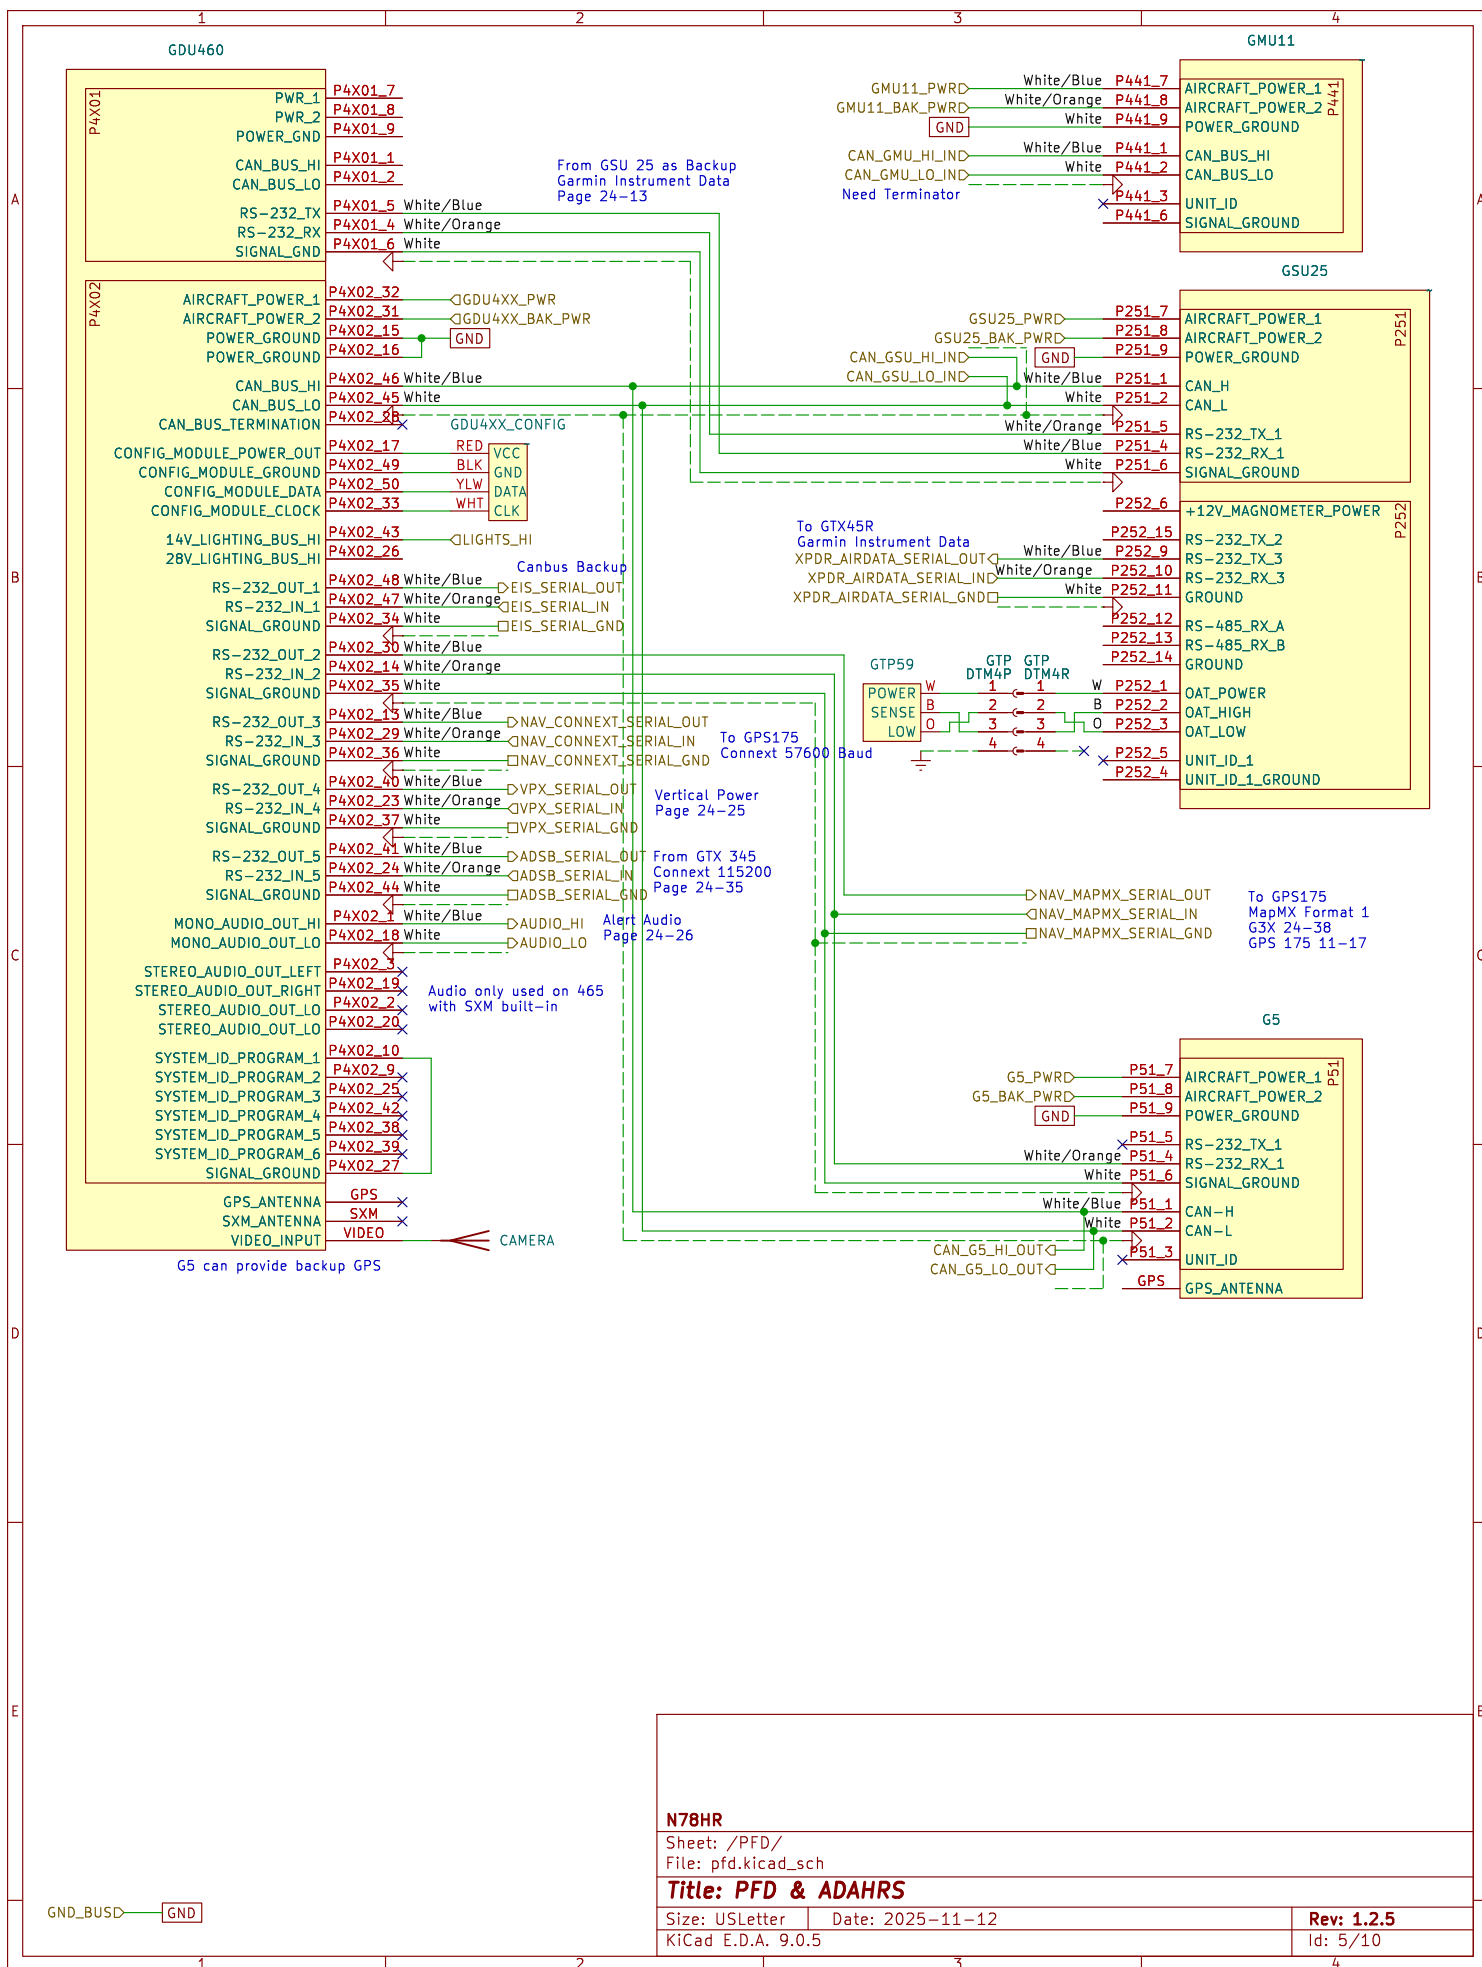 1 2 3 4
GDU460
P4X01
PWR_1 P4X01_7
PWR_2 P4X01_8
POWER_GND P4X01_9
CAN_BUS_HI P4X01_1
CAN_BUS_LO P4X01_2
RS-232_TX P4X01_5 White/Blue
RS-232_RX P4X01_4 White/Orange
SIGNAL_GND P4X01_6 White
From GSU 25 as Backup
Garmin Instrument Data
Page 24-13
P4X02
AIRCRAFT_POWER_1 P4X02_32 GDU4XX_PWR
AIRCRAFT_POWER_2 P4X02_31 GDU4XX_BAK_PWR
POWER_GROUND P4X02_15 GND
POWER_GROUND P4X02_16
CAN_BUS_HI P4X02_46 White/Blue
CAN_BUS_LO P4X02_45 White
CAN_BUS_TERMINATION P4X02_28
GDU4XX_CONFIG
CONFIG_MODULE_POWER_OUT P4X02_17 RED VCC
CONFIG_MODULE_GROUND P4X02_49 BLK GND
CONFIG_MODULE_DATA P4X02_50 YLW DATA
CONFIG_MODULE_CLOCK P4X02_33 WHT CLK
14V_LIGHTING_BUS_HI P4X02_43 LIGHTS_HI
28V_LIGHTING_BUS_HI P4X02_26
Canbus Backup
RS-232_OUT_1 P4X02_48 White/Blue EIS_SERIAL_OUT
RS-232_IN_1 P4X02_47 White/Orange EIS_SERIAL_IN
SIGNAL_GROUND P4X02_34 White EIS_SERIAL_GND
RS-232_OUT_2 P4X02_30 White/Blue
RS-232_IN_2 P4X02_14 White/Orange
SIGNAL_GROUND P4X02_35 White
RS-232_OUT_3 P4X02_13 White/Blue NAV_CONNEXT_SERIAL_OUT
RS-232_IN_3 P4X02_29 White/Orange NAV_CONNEXT_SERIAL_IN
SIGNAL_GROUND P4X02_36 White NAV_CONNEXT_SERIAL_GND
To GPS175
Connext 57600 Baud
RS-232_OUT_4 P4X02_40 White/Blue VPX_SERIAL_OUT
RS-232_IN_4 P4X02_23 White/Orange VPX_SERIAL_IN
SIGNAL_GROUND P4X02_37 White VPX_SERIAL_GND
Vertical Power
Page 24-25
RS-232_OUT_5 P4X02_41 White/Blue ADSB_SERIAL_OUT
RS-232_IN_5 P4X02_24 White/Orange ADSB_SERIAL_IN
SIGNAL_GROUND P4X02_44 White ADSB_SERIAL_GND
From GTX 345
Connext 115200
Page 24-35
MONO_AUDIO_OUT_HI P4X02_1 White/Blue AUDIO_HI
MONO_AUDIO_OUT_LO P4X02_18 White AUDIO_LO
Alert Audio
Page 24-26
STEREO_AUDIO_OUT_LEFT P4X02_3
STEREO_AUDIO_OUT_RIGHT P4X02_19
STEREO_AUDIO_OUT_LO P4X02_2
STEREO_AUDIO_OUT_LO P4X02_20
Audio only used on 465
with SXM built-in
SYSTEM_ID_PROGRAM_1 P4X02_10
SYSTEM_ID_PROGRAM_2 P4X02_9
SYSTEM_ID_PROGRAM_3 P4X02_25
SYSTEM_ID_PROGRAM_4 P4X02_42
SYSTEM_ID_PROGRAM_5 P4X02_38
SYSTEM_ID_PROGRAM_6 P4X02_39
SIGNAL_GROUND P4X02_27
GPS_ANTENNA GPS
SXM_ANTENNA SXM
VIDEO_INPUT VIDEO CAMERA
G5 can provide backup GPS
GMU11
P441
GMU11_PWR White/Blue P441_7 AIRCRAFT_POWER_1
GMU11_BAK_PWR White/Orange P441_8 AIRCRAFT_POWER_2
GND White P441_9 POWER_GROUND
CAN_GMU_HI_IN White/Blue P441_1 CAN_BUS_HI
CAN_GMU_LO_IN White P441_2 CAN_BUS_LO
Need Terminator
P441_3 UNIT_ID
P441_6 SIGNAL_GROUND
GSU25
P251
GSU25_PWR P251_7 AIRCRAFT_POWER_1
GSU25_BAK_PWR P251_8 AIRCRAFT_POWER_2
CAN_GSU_HI_IN GND P251_9 POWER_GROUND
CAN_GSU_LO_IN
White/Blue P251_1 CAN_H
White P251_2 CAN_L
White/Orange P251_5 RS-232_TX_1
White/Blue P251_4 RS-232_RX_1
White P251_6 SIGNAL_GROUND
P252
P252_6 +12V_MAGNOMETER_POWER
To GTX45R
Garmin Instrument Data
P252_15 RS-232_TX_2
XPDR_AIRDATA_SERIAL_OUT White/Blue P252_9 RS-232_TX_3
XPDR_AIRDATA_SERIAL_IN White/Orange P252_10 RS-232_RX_3
XPDR_AIRDATA_SERIAL_GND White P252_11 GROUND
P252_12 RS-485_RX_A
P252_13 RS-485_RX_B
P252_14 GROUND
GTP59
GTP GTP
DTM4P DTM4R
POWER W 1 1 W P252_1 OAT_POWER
SENSE B 2 2 B P252_2 OAT_HIGH
LOW O 3 3 O P252_3 OAT_LOW
4 4
P252_5 UNIT_ID_1
P252_4 UNIT_ID_1_GROUND
NAV_MAPMX_SERIAL_OUT
NAV_MAPMX_SERIAL_IN
NAV_MAPMX_SERIAL_GND
To GPS175
MapMX Format 1
G3X 24-38
GPS 175 11-17
G5
P51
G5_PWR P51_7 AIRCRAFT_POWER_1
G5_BAK_PWR P51_8 AIRCRAFT_POWER_2
GND P51_9 POWER_GROUND
P51_5 RS-232_TX_1
White/Orange P51_4 RS-232_RX_1
White P51_6 SIGNAL_GROUND
White/Blue P51_1 CAN-H
White P51_2 CAN-L
CAN_G5_HI_OUT P51_3 UNIT_ID
CAN_G5_LO_OUT
GPS GPS_ANTENNA
A
B
C
D
E
A
B
C
D
E
GND_BUS GND
N78HR
Sheet: /PFD/
File: pfd.kicad_sch
Title: PFD & ADAHRS
Size: USLetter Date: 2025-11-12 Rev: 1.2.5
KiCad E.D.A. 9.0.5 Id: 5/10
1 2 3 4